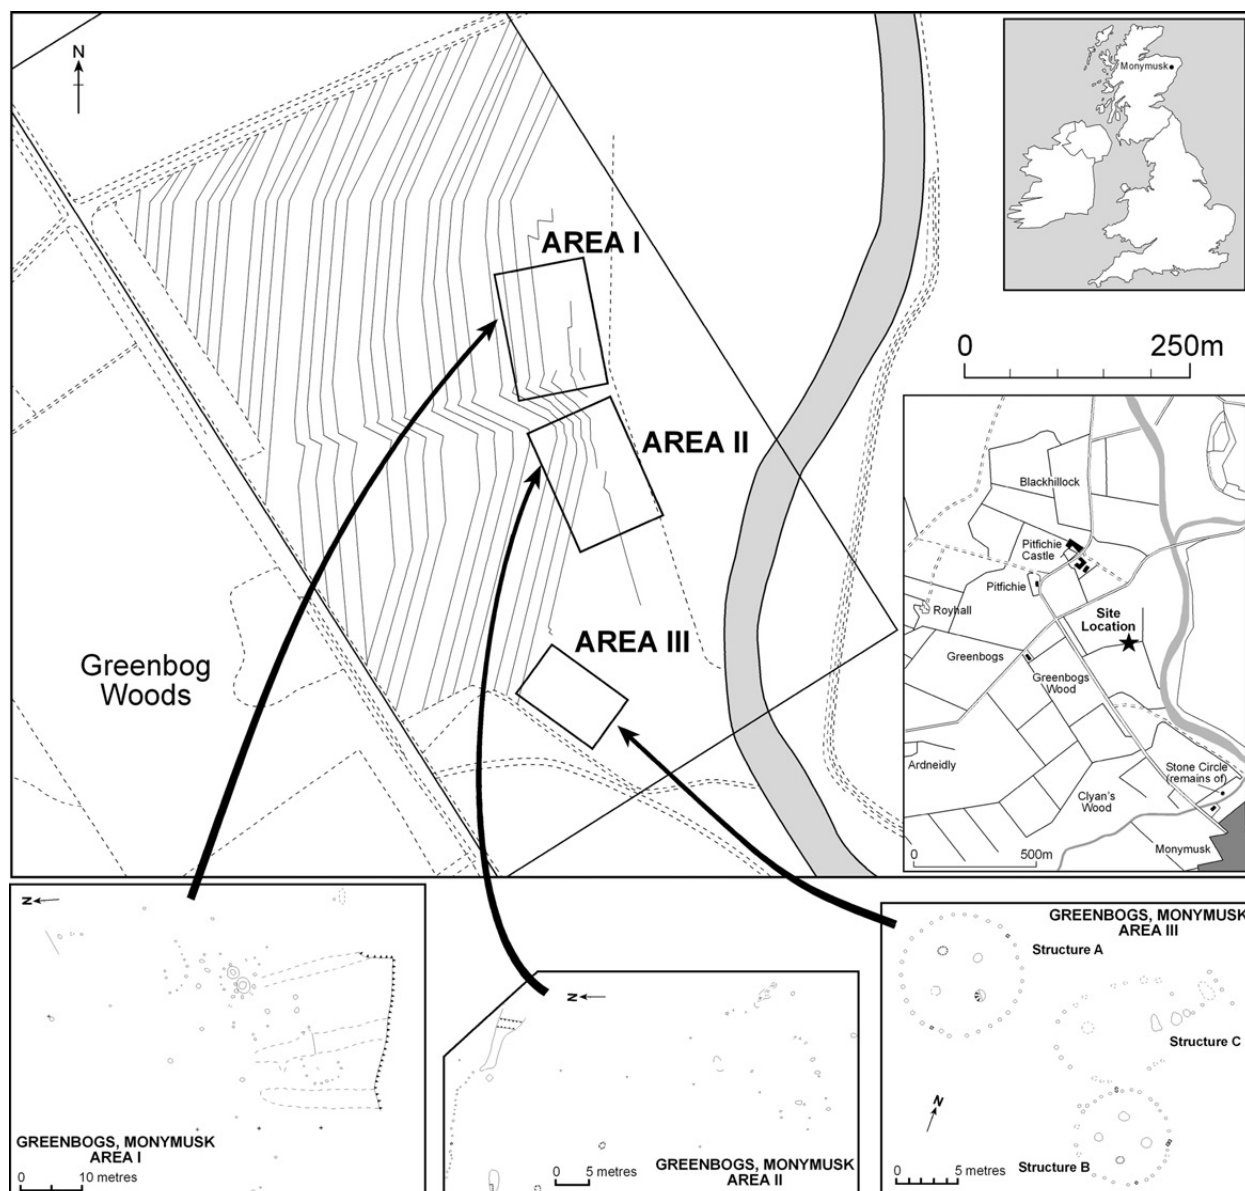 N
Monymusk
AREA I
0 250m
AREA II
Blackhillock
Pitfichie
Castle
Pitfichie
Royhall
Site
Location
AREA III
Greenbogs
Greenbogs
Wood
Greenbog
Woods
Ardneidly
Stone Circle
(remains of)
Clyan's
Wood
Monymusk
0 500m
N
GREENBOGS, MONYMUSK
AREA I
0 10 metres
N
GREENBOGS, MONYMUSK
AREA II
0 5 metres
GREENBOGS, MONYMUSK
AREA III
Structure A
Structure C
N
Structure B
0 5 metres